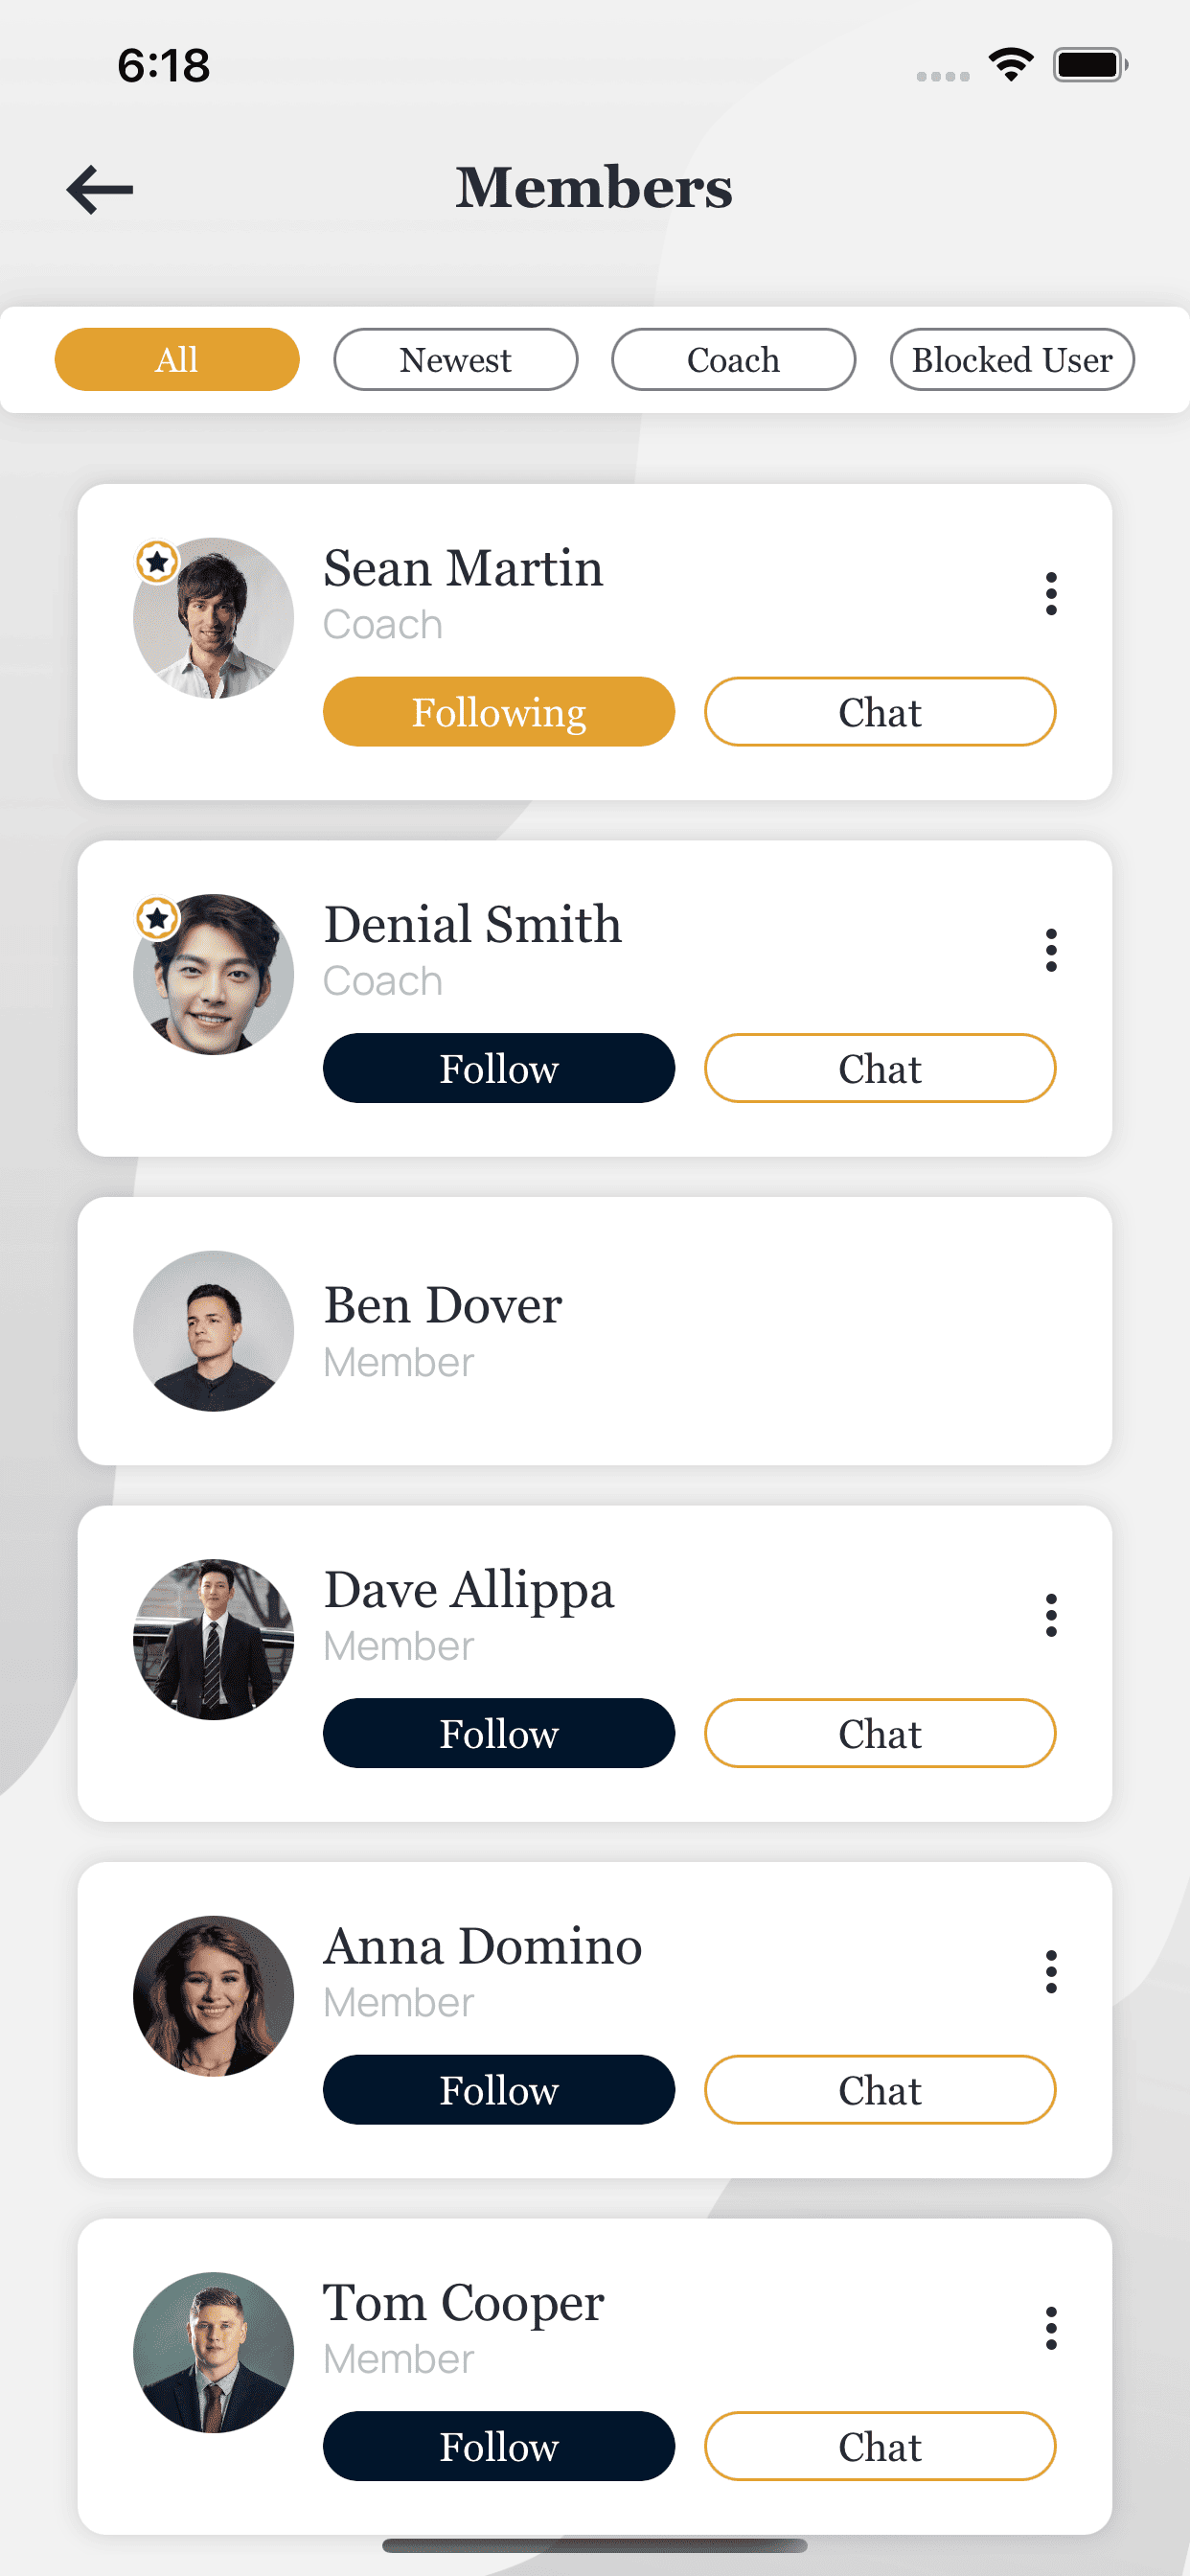 6:18
Members
All
Newest
Coach
Blocked User
Sean Martin
Coach
Following
Chat
Denial Smith
Coach
Follow
Chat
Ben Dover
Member
Dave Allippa
Member
Follow
Chat
Anna Domino
Member
Follow
Chat
Tom Cooper
Member
Follow
Chat